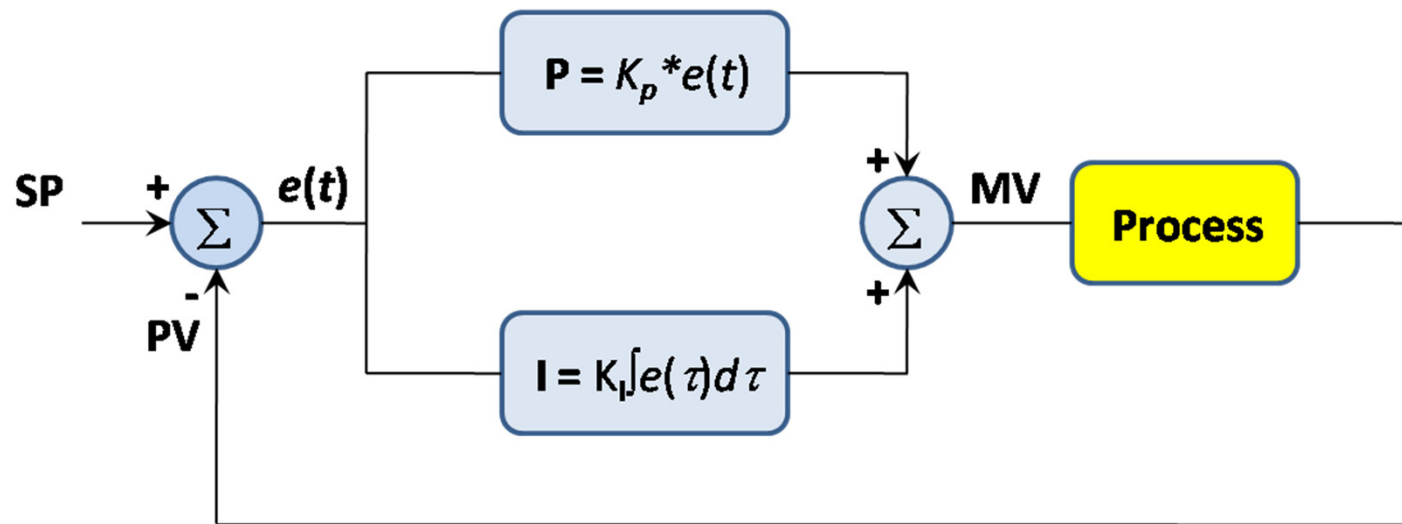 P = Kp*e(t)
SP
+
Σ
e(t)
-
PV
+
Σ
+
MV
Process
I = KI∫e(τ)dτ